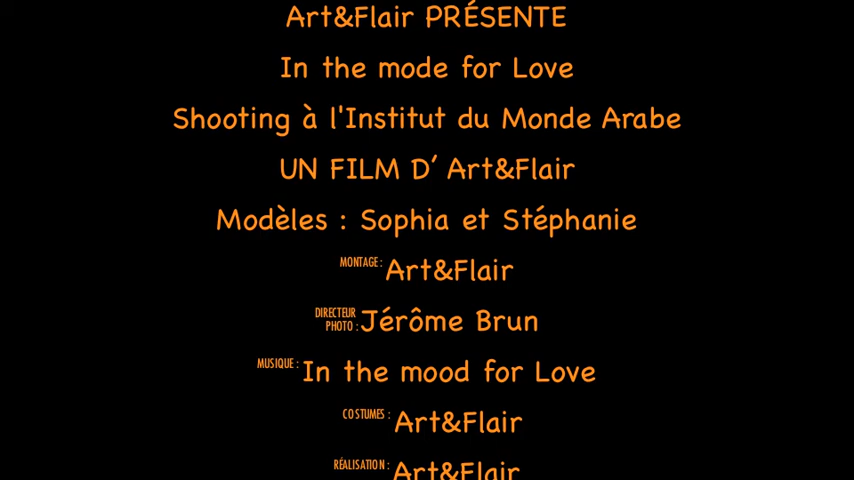 Art&Flair PRÉSENTE
In the mode for Love
Shooting à l'Institut du Monde Arabe
UN FILM D’ Art&Flair
Modèles : Sophia et Stéphanie
MONTAGE : Art&Flair
DIRECTEUR PHOTO : Jérôme Brun
MUSIQUE : In the mood for Love
COSTUMES : Art&Flair
RÉALISATION : Art&Flair